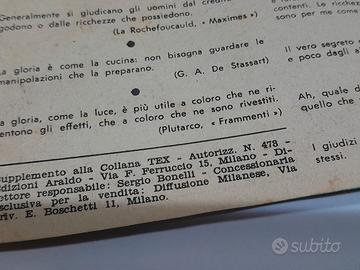 Generalmente si giudicano gli uomini dal credito
godono o dalle ricchezze che possiedono.
(La Rochefoucauld, « Maximes »)
La gloria è come la cucina: non bisogna guardare le
manipolazioni che la preparano.
(G. A. De Stassart)
La gloria, come la luce, è più utile a coloro che ne ri-
sentono gli effetti, che a coloro che ne sono rivestiti.
(Plutarco, « Frammenti »)
Supplemento alla Collana TEX - Autorizz. N. 473 -
Edizioni Araldo - Via F. Ferruccio 15, Milano - Di-
rettore responsabile: Sergio Bonelli - Concessionaria
esclusiva per la vendita: Diffusione Milanese, Via
Priv. E. Boschetti 11, Milano.
contenti. Le ricchezz
sono per me com
Il vero segreto
e poco dagli a
Ah, quale d
quello che
I giudizi
stessi.
subito